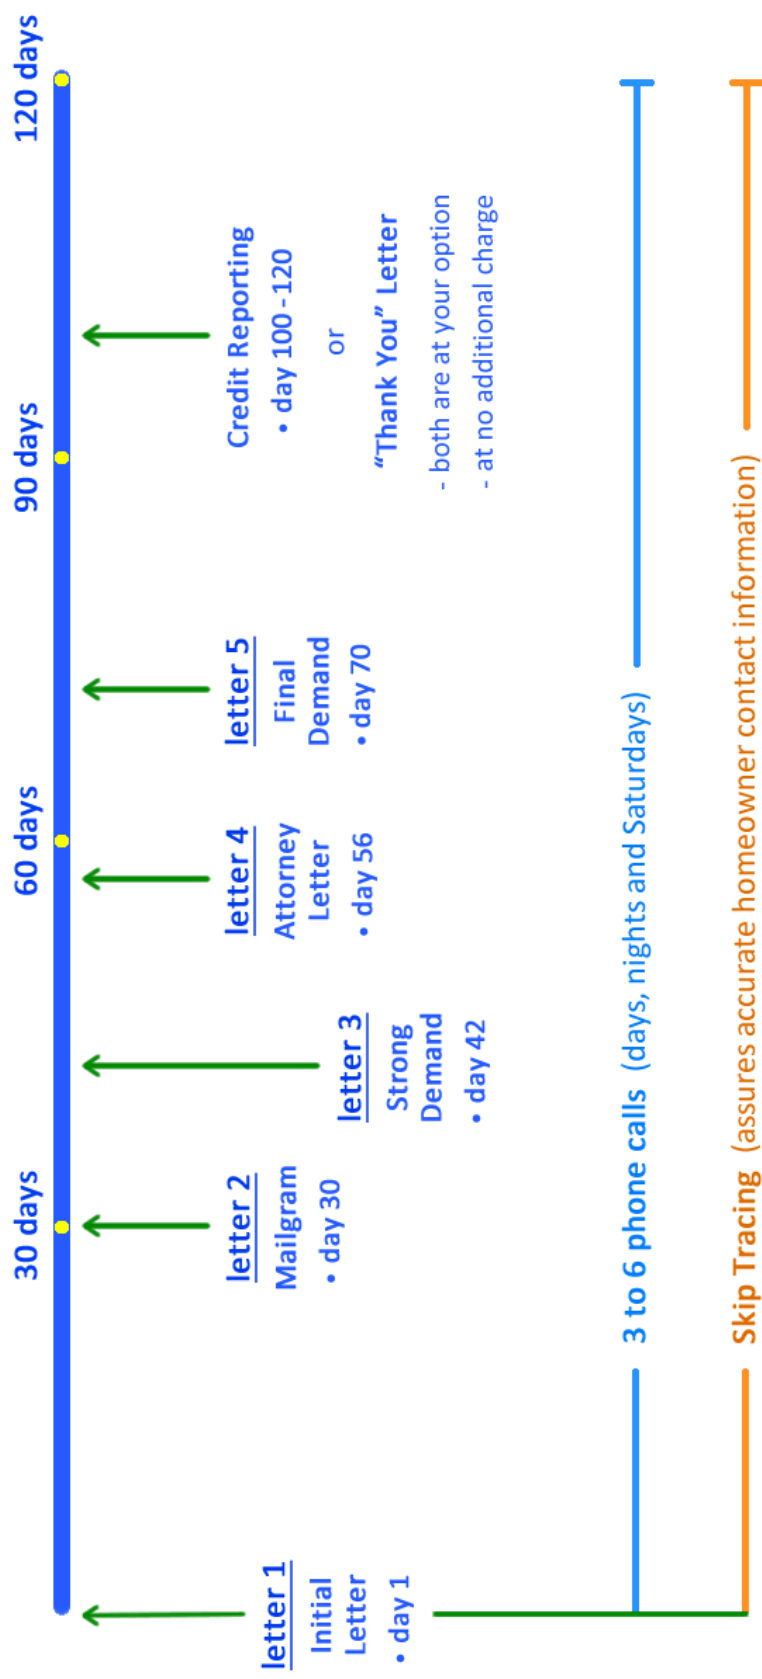 30 days
60 days
90 days
120 days
letter 1
Initial
Letter
• day 1
letter 2
Mailgram
• day 30
letter 3
Strong
Demand
• day 42
letter 4
Attorney
Letter
• day 56
letter 5
Final
Demand
• day 70
Credit Reporting
• day 100 -120
or
“Thank You” Letter
- both are at your option
- at no additional charge
3 to 6 phone calls (days, nights and Saturdays)
Skip Tracing (assures accurate homeowner contact information)